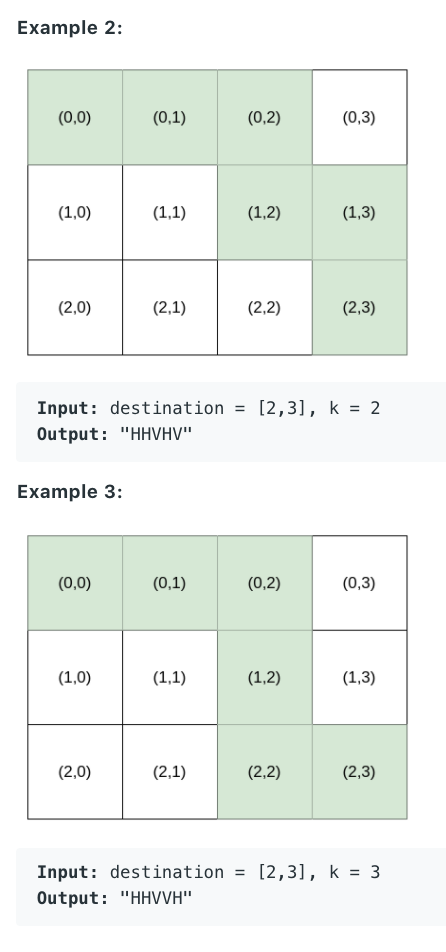 Example 2:
(0,0) (0,1) (0,2) (0,3)
(1,0) (1,1) (1,2) (1,3)
(2,0) (2,1) (2,2) (2,3)
Input: destination = [2,3], k = 2
Output: "HHVHV"
Example 3:
(0,0) (0,1) (0,2) (0,3)
(1,0) (1,1) (1,2) (1,3)
(2,0) (2,1) (2,2) (2,3)
Input: destination = [2,3], k = 3
Output: "HHVVH"